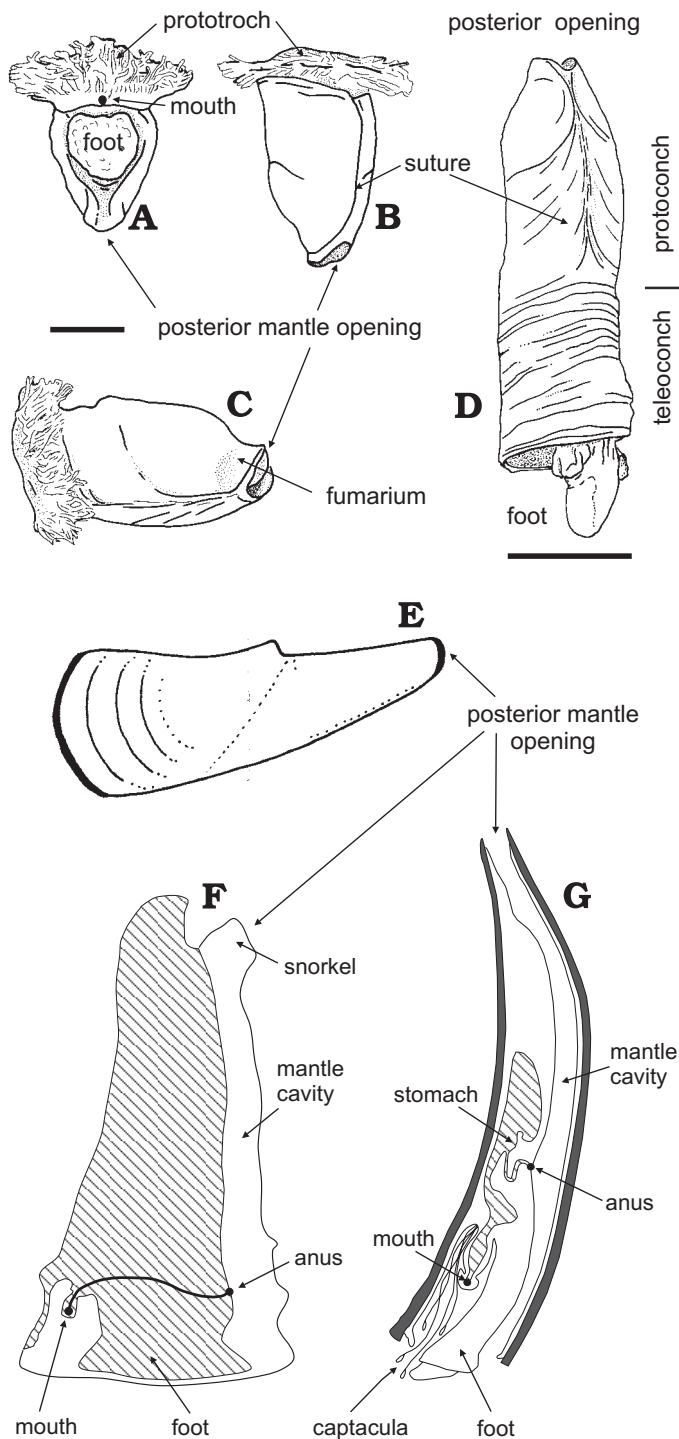 prototroch
posterior opening
mouth
foot
A
B
suture
protoconch
posterior mantle opening
teleoconch
C
D
fumarium
foot
E
posterior mantle
opening
F
G
snorkel
mantle
cavity
mantle
cavity
stomach
anus
anus
mouth
mouth
foot
captacula
foot